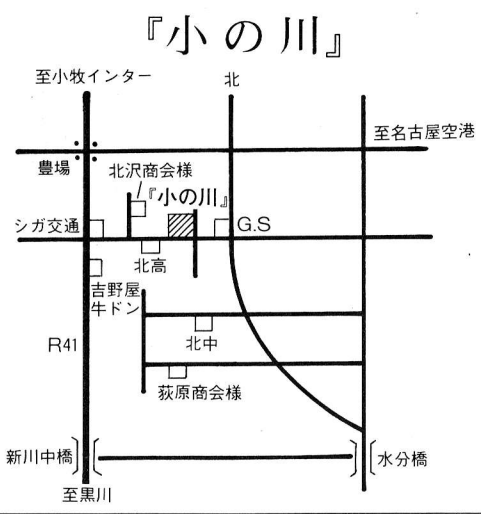 『小の川』
至小牧インター
北
至名古屋空港
豊場
北沢商会様
『小の川』
シガ交通
G.S
北高
吉野屋
牛ドン
R41
北中
荻原商会様
新川中橋
水分橋
至黒川